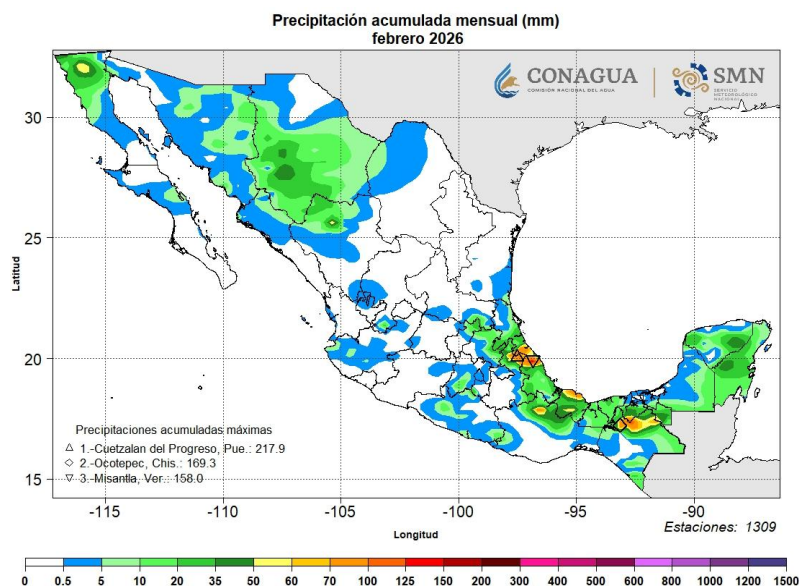 Precipitación acumulada mensual (mm)
febrero 2026
CONAGUA
COMISIÓN NACIONAL DEL AGUA
SMN
SERVICIO
METEOROLÓGICO
NACIONAL
30
25
20
15
Latitud
Precipitaciones acumuladas máximas
1.-Cuetzalan del Progreso, Pue.: 217.9
2.-Ocotepec, Chis.: 169.3
3.-Misantla, Ver.: 158.0
-115 -110 -105 -100 -95 -90
Longitud
Estaciones: 1309
0 0.5 5 10 20 35 50 60 70 100 125 150 200 300 400 500 600 800 1000 1200 1501